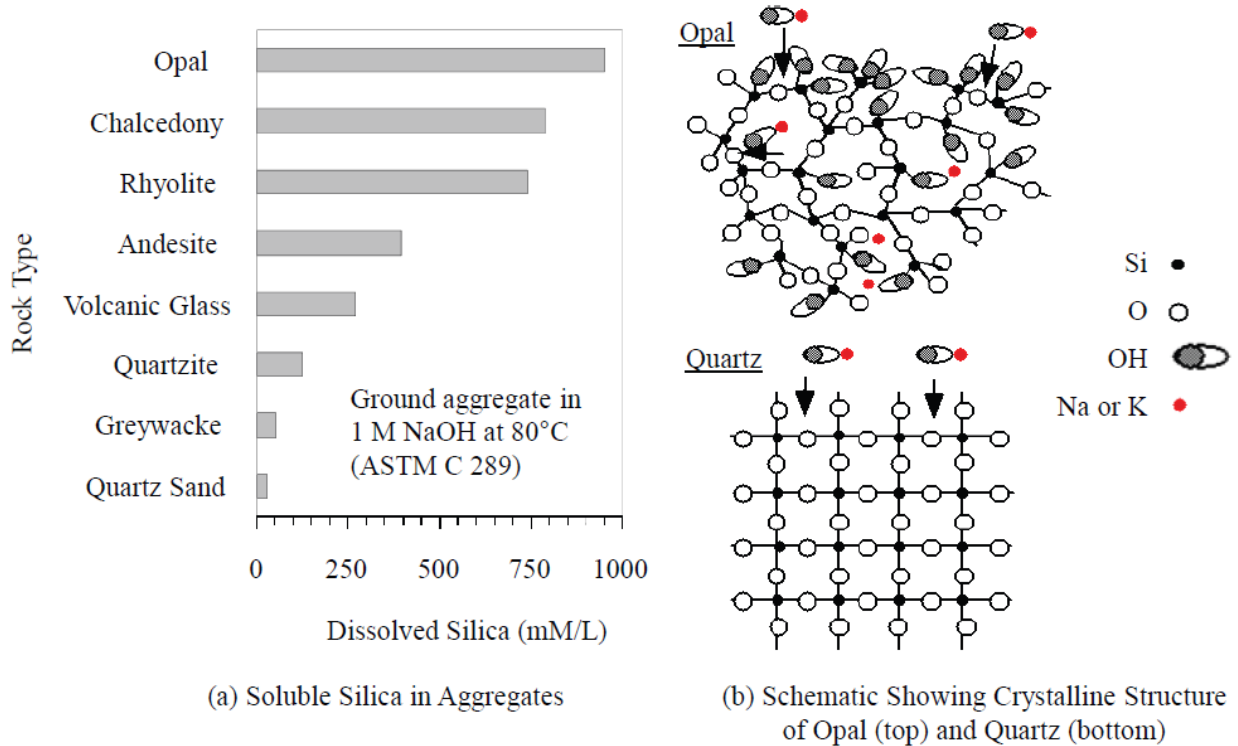 Rock Type
Opal
Chalcedony
Rhyolite
Andesite
Volcanic Glass
Quartzite
Greywacke
Quartz Sand
Ground aggregate in
1 M NaOH at 80°C
(ASTM C 289)
0 250 500 750 1000
Dissolved Silica (mM/L)
(a) Soluble Silica in Aggregates
Opal
Quartz
Si
O
OH
Na or K
(b) Schematic Showing Crystalline Structure
of Opal (top) and Quartz (bottom)